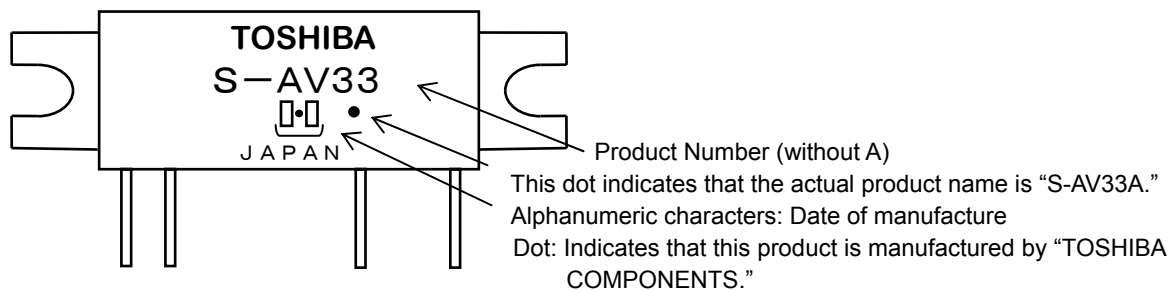 TOSHIBA
S－AV33
JAPAN
Product Number (without A)
This dot indicates that the actual product name is “S-AV33A.”
Alphanumeric characters: Date of manufacture
Dot: Indicates that this product is manufactured by “TOSHIBA
COMPONENTS.”